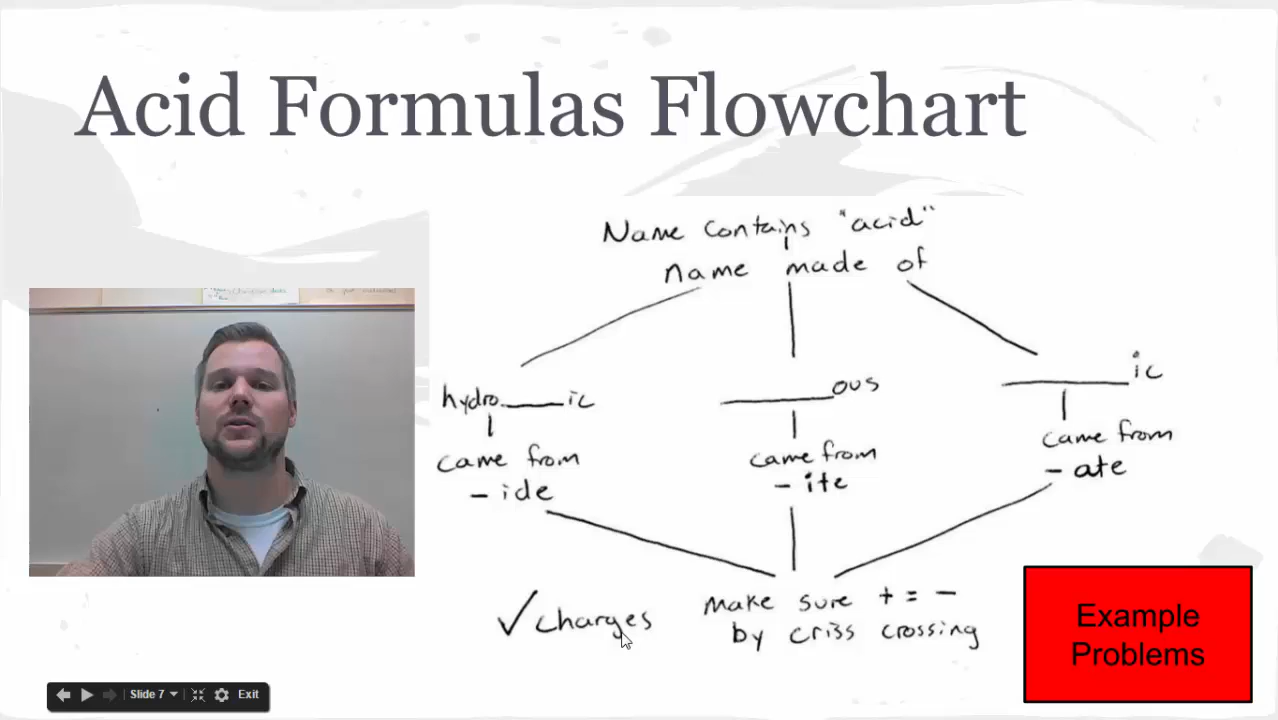 Acid Formulas Flowchart
Name contains "acid"
name made of
hydro____ic
____ous
____ic
came from
- ide
came from
- ite
came from
- ate
✓charges
make sure + = -
by criss crossing
Example
Problems
Slide 7
Exit